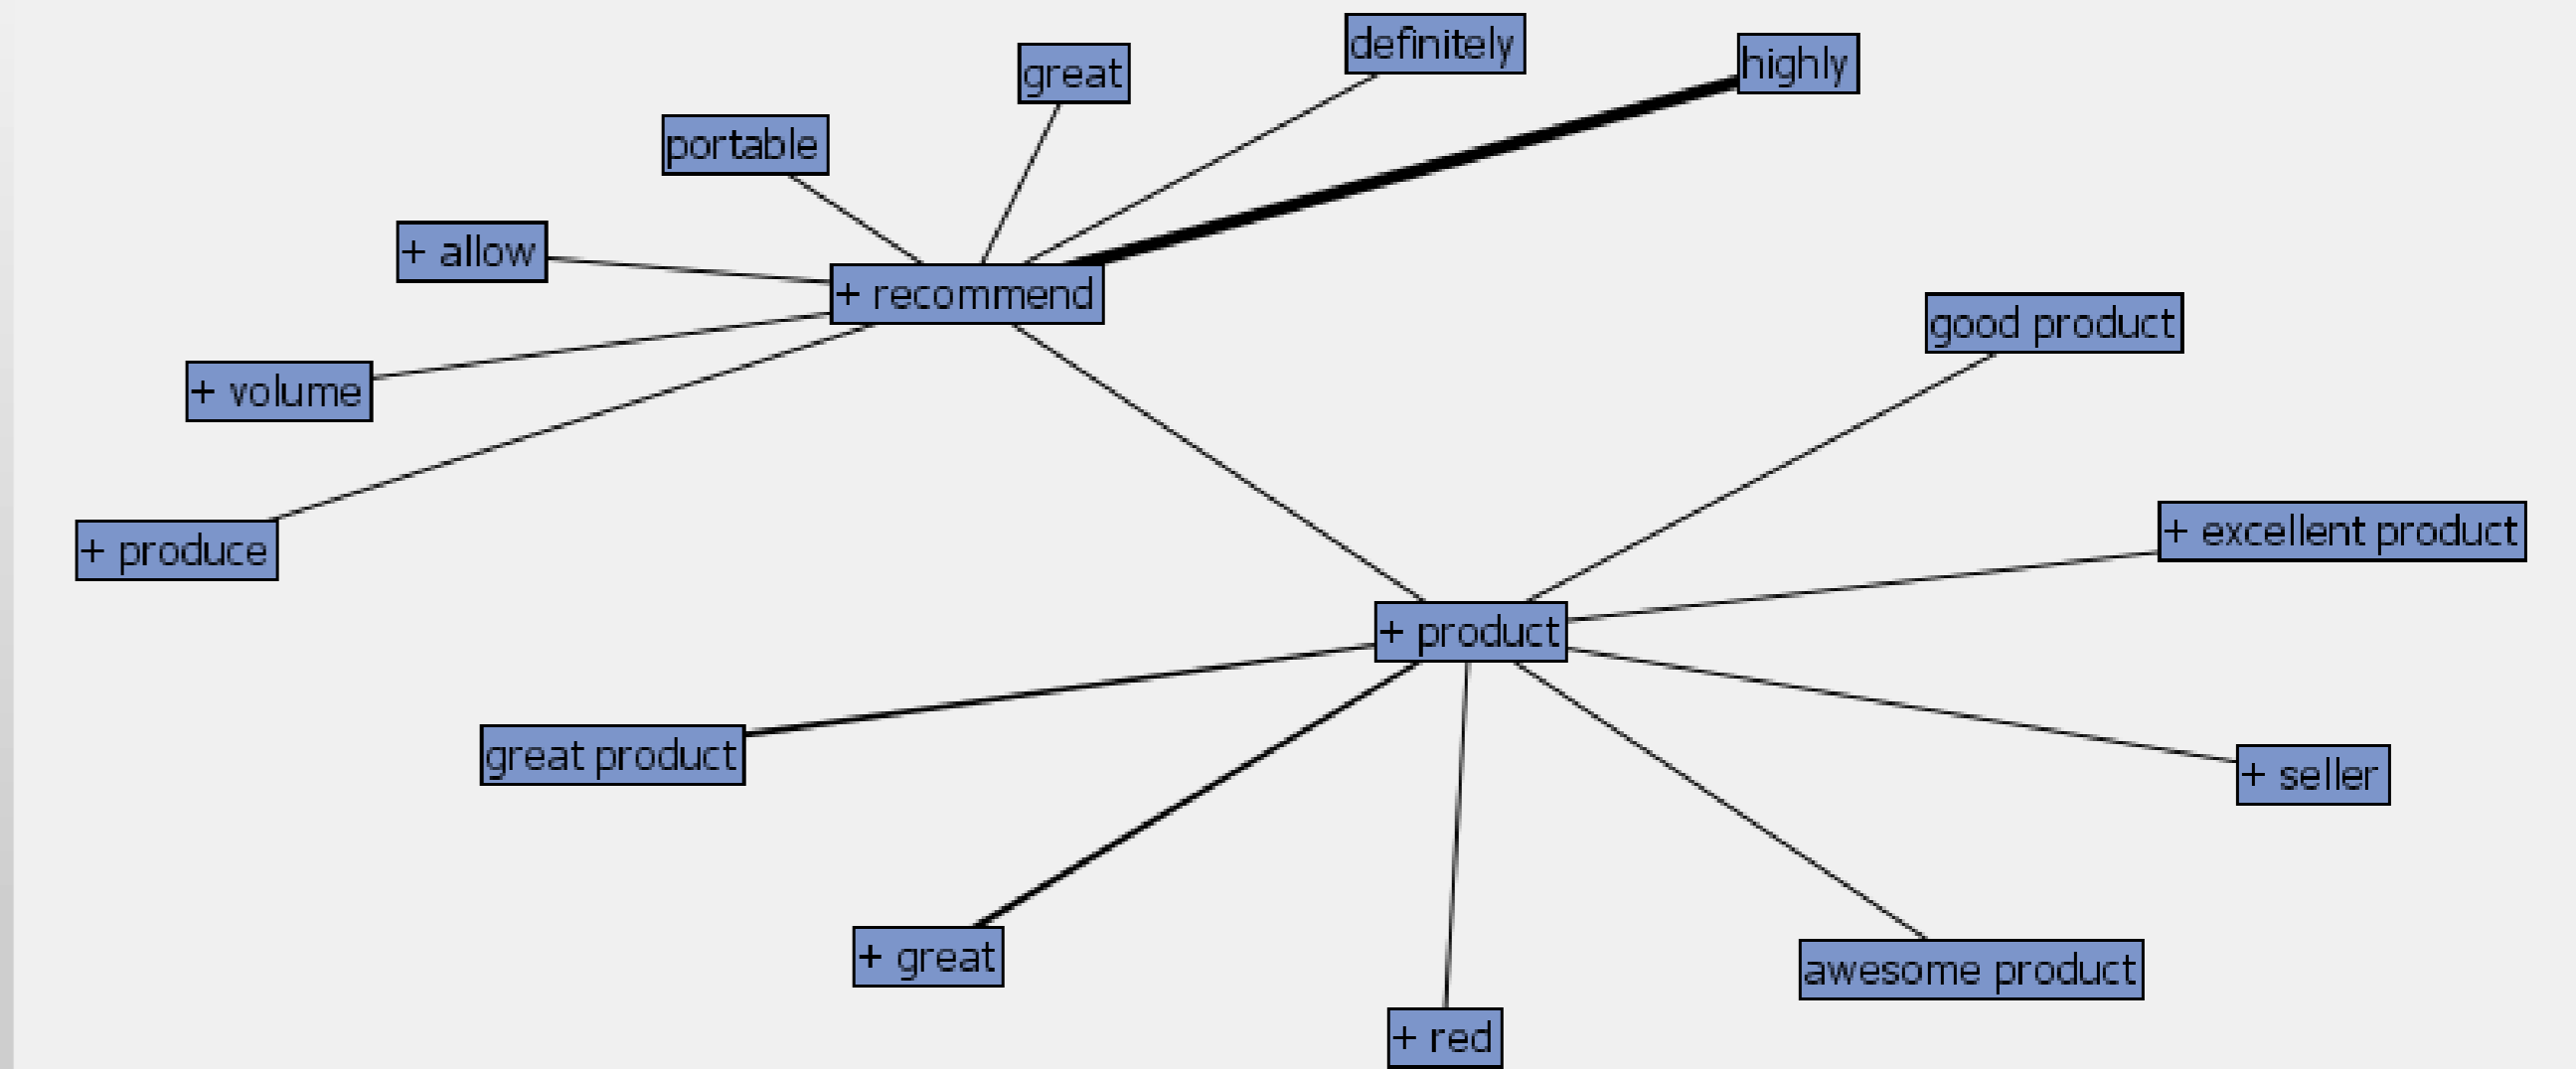 definitely
highly
great
portable
+ allow
+ recommend
good product
+ volume
+ excellent product
+ produce
+ product
great product
+ seller
+ great
awesome product
+ red